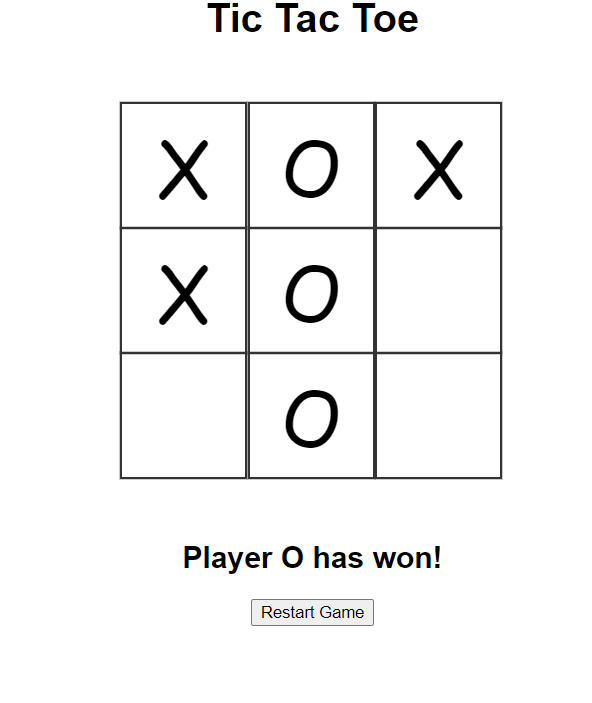 Tic Tac Toe
X O X
X O
O
Player O has won!
Restart Game